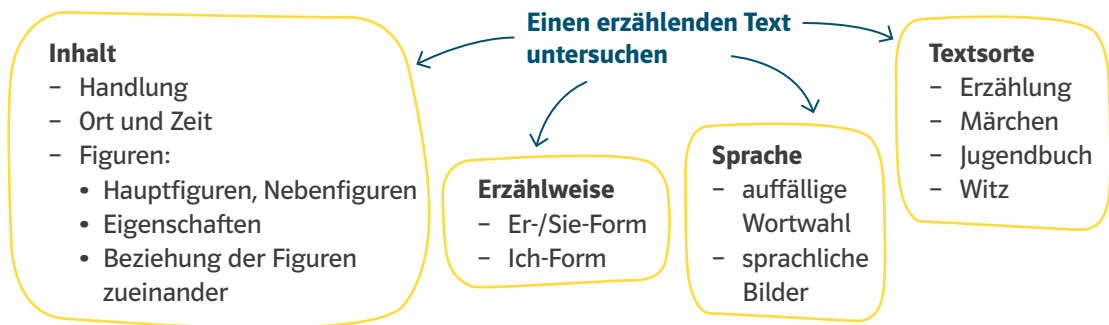 Einen erzählenden Text
untersuchen
Inhalt
– Handlung
– Ort und Zeit
– Figuren:
• Hauptfiguren, Nebenfiguren
• Eigenschaften
• Beziehung der Figuren
zueinander
Erzählweise
– Er-/Sie-Form
– Ich-Form
Sprache
– auffällige
Wortwahl
– sprachliche
Bilder
Textsorte
– Erzählung
– Märchen
– Jugendbuch
– Witz